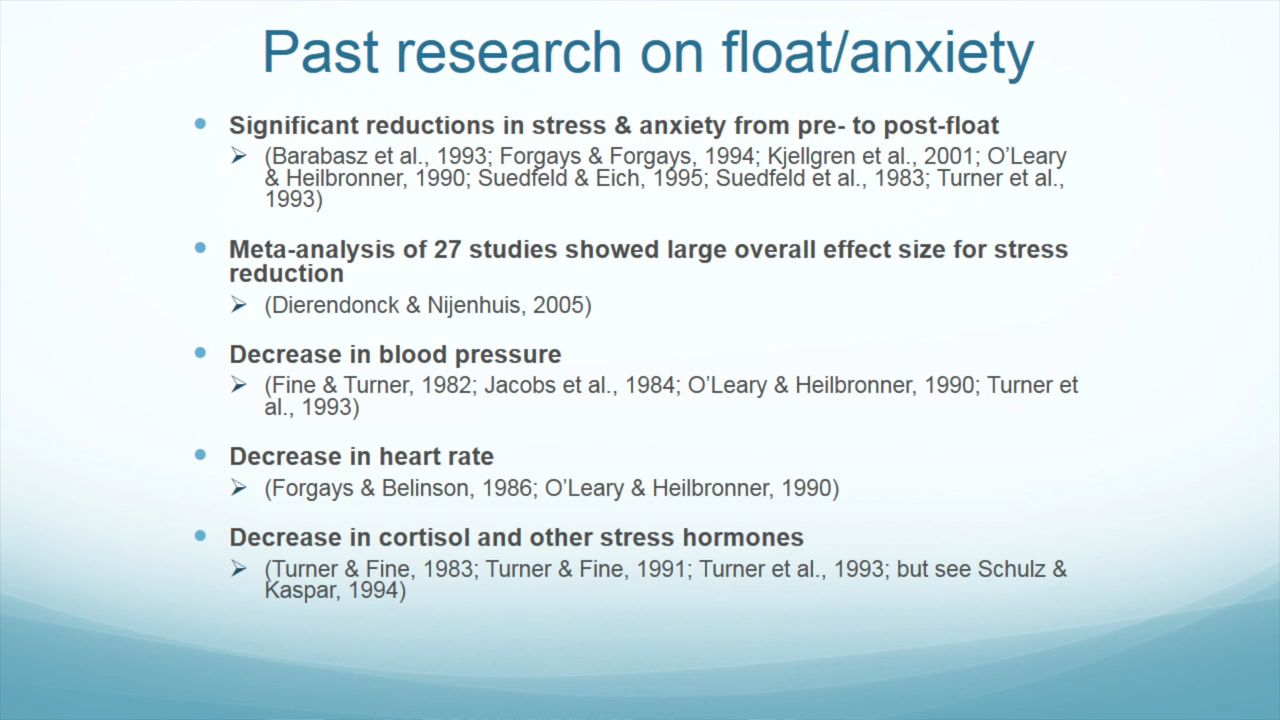 Past research on float/anxiety
Significant reductions in stress & anxiety from pre- to post-float
(Barabasz et al., 1993; Forgays & Forgays, 1994; Kjellgren et al., 2001; O’Leary
& Heilbronner, 1990; Suedfeld & Eich, 1995; Suedfeld et al., 1983; Turner et al.,
1993)
Meta-analysis of 27 studies showed large overall effect size for stress
reduction
(Dierendonck & Nijenhuis, 2005)
Decrease in blood pressure
(Fine & Turner, 1982; Jacobs et al., 1984; O’Leary & Heilbronner, 1990; Turner et
al., 1993)
Decrease in heart rate
(Forgays & Belinson, 1986; O’Leary & Heilbronner, 1990)
Decrease in cortisol and other stress hormones
(Turner & Fine, 1983; Turner & Fine, 1991; Turner et al., 1993; but see Schulz &
Kaspar, 1994)